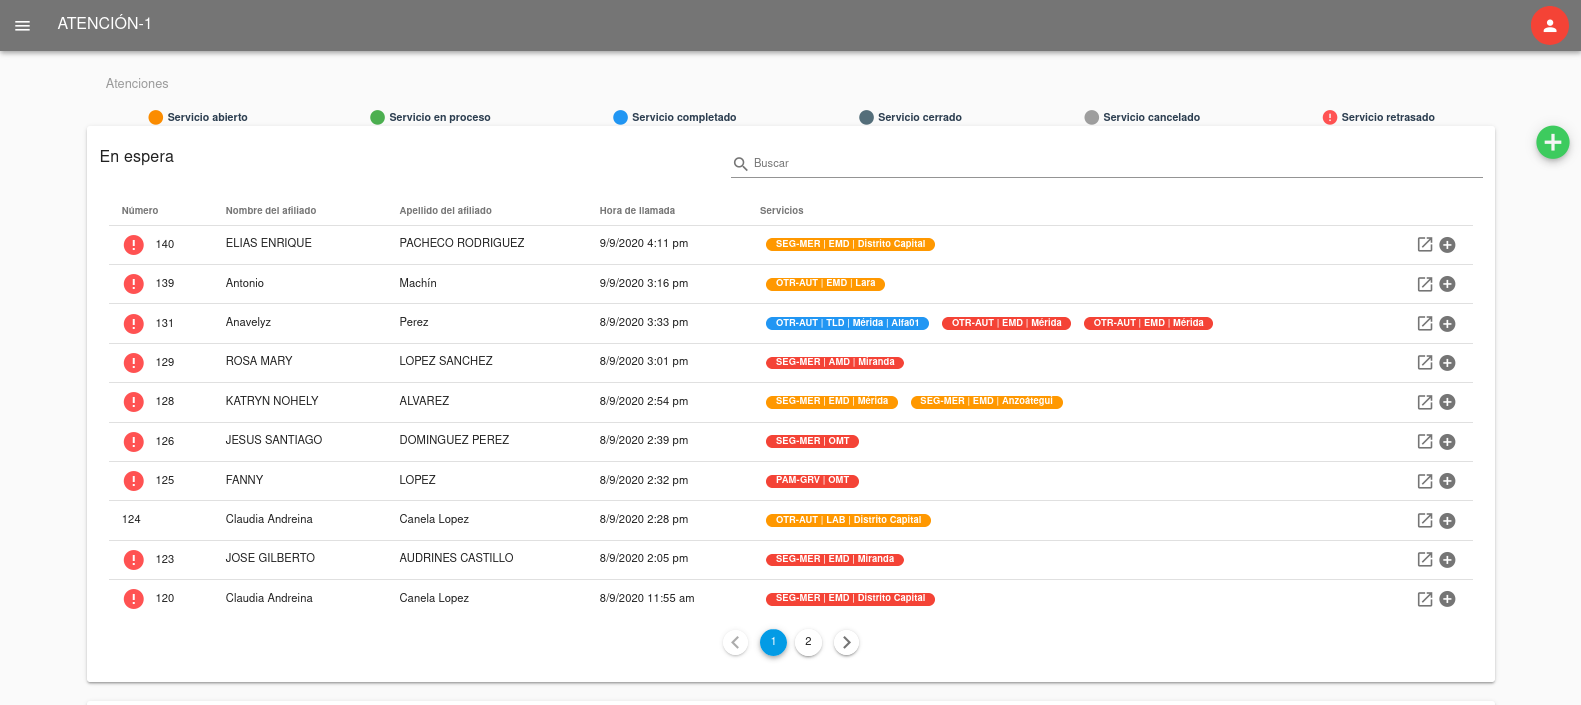 ATENCIÓN-1
Atenciones
Servicio abierto Servicio en proceso Servicio completado Servicio cerrado Servicio cancelado Servicio retrasado
En espera
Buscar
Número Nombre del afiliado Apellido del afiliado Hora de llamada Servicios
140 ELIAS ENRIQUE PACHECO RODRIGUEZ 9/9/2020 4:11 pm SEG-MER | EMD | Distrito Capital
139 Antonio Machín 9/9/2020 3:16 pm OTR-AUT | EMD | Lara
131 Anavelyz Perez 8/9/2020 3:33 pm OTR-AUT | TLD | Mérida | Alfa01 OTR-AUT | EMD | Mérida OTR-AUT | EMD | Mérida
129 ROSA MARY LOPEZ SANCHEZ 8/9/2020 3:01 pm SEG-MER | AMD | Miranda
128 KATRYN NOHELY ALVAREZ 8/9/2020 2:54 pm SEG-MER | EMD | Mérida SEG-MER | EMD | Anzoátegui
126 JESUS SANTIAGO DOMINGUEZ PEREZ 8/9/2020 2:39 pm SEG-MER | OMT
125 FANNY LOPEZ 8/9/2020 2:32 pm PAM-GRV | OMT
124 Claudia Andreina Canela Lopez 8/9/2020 2:28 pm OTR-AUT | LAB | Distrito Capital
123 JOSE GILBERTO AUDRINES CASTILLO 8/9/2020 2:05 pm SEG-MER | EMD | Miranda
120 Claudia Andreina Canela Lopez 8/9/2020 11:55 am SEG-MER | EMD | Distrito Capital
1 2